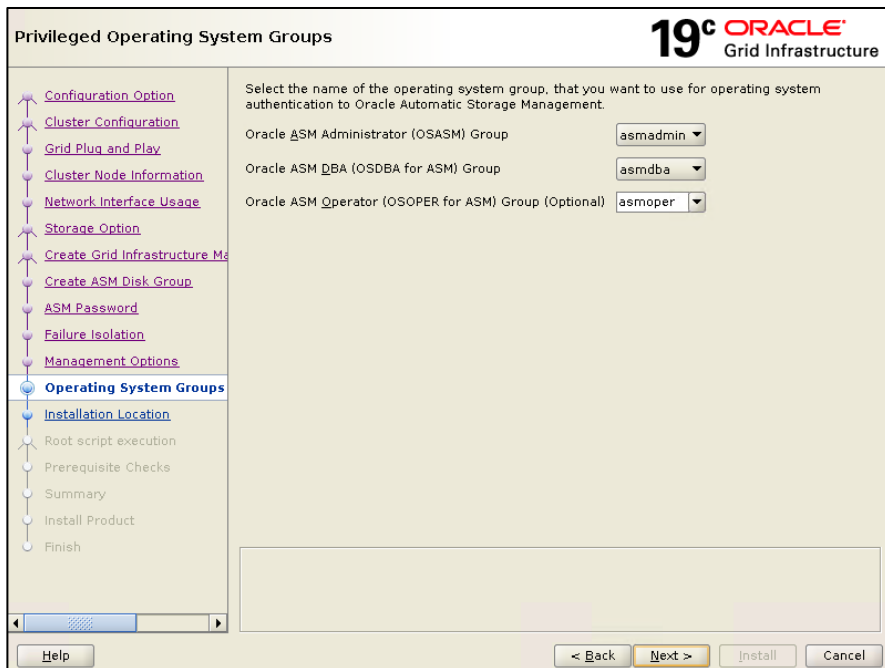 Privileged Operating System Groups
19c ORACLE
Grid Infrastructure
Configuration Option
Cluster Configuration
Grid Plug and Play
Cluster Node Information
Network Interface Usage
Storage Option
Create Grid Infrastructure Ma
Create ASM Disk Group
ASM Password
Failure Isolation
Management Options
Operating System Groups
Installation Location
Root script execution
Prerequisite Checks
Summary
Install Product
Finish
Select the name of the operating system group, that you want to use for operating system
authentication to Oracle Automatic Storage Management.
Oracle ASM Administrator (OSASM) Group asmadmin
Oracle ASM DBA (OSDBA for ASM) Group asmdba
Oracle ASM Operator (OSOPER for ASM) Group (Optional) asmoper
Help < Back Next > Install Cancel